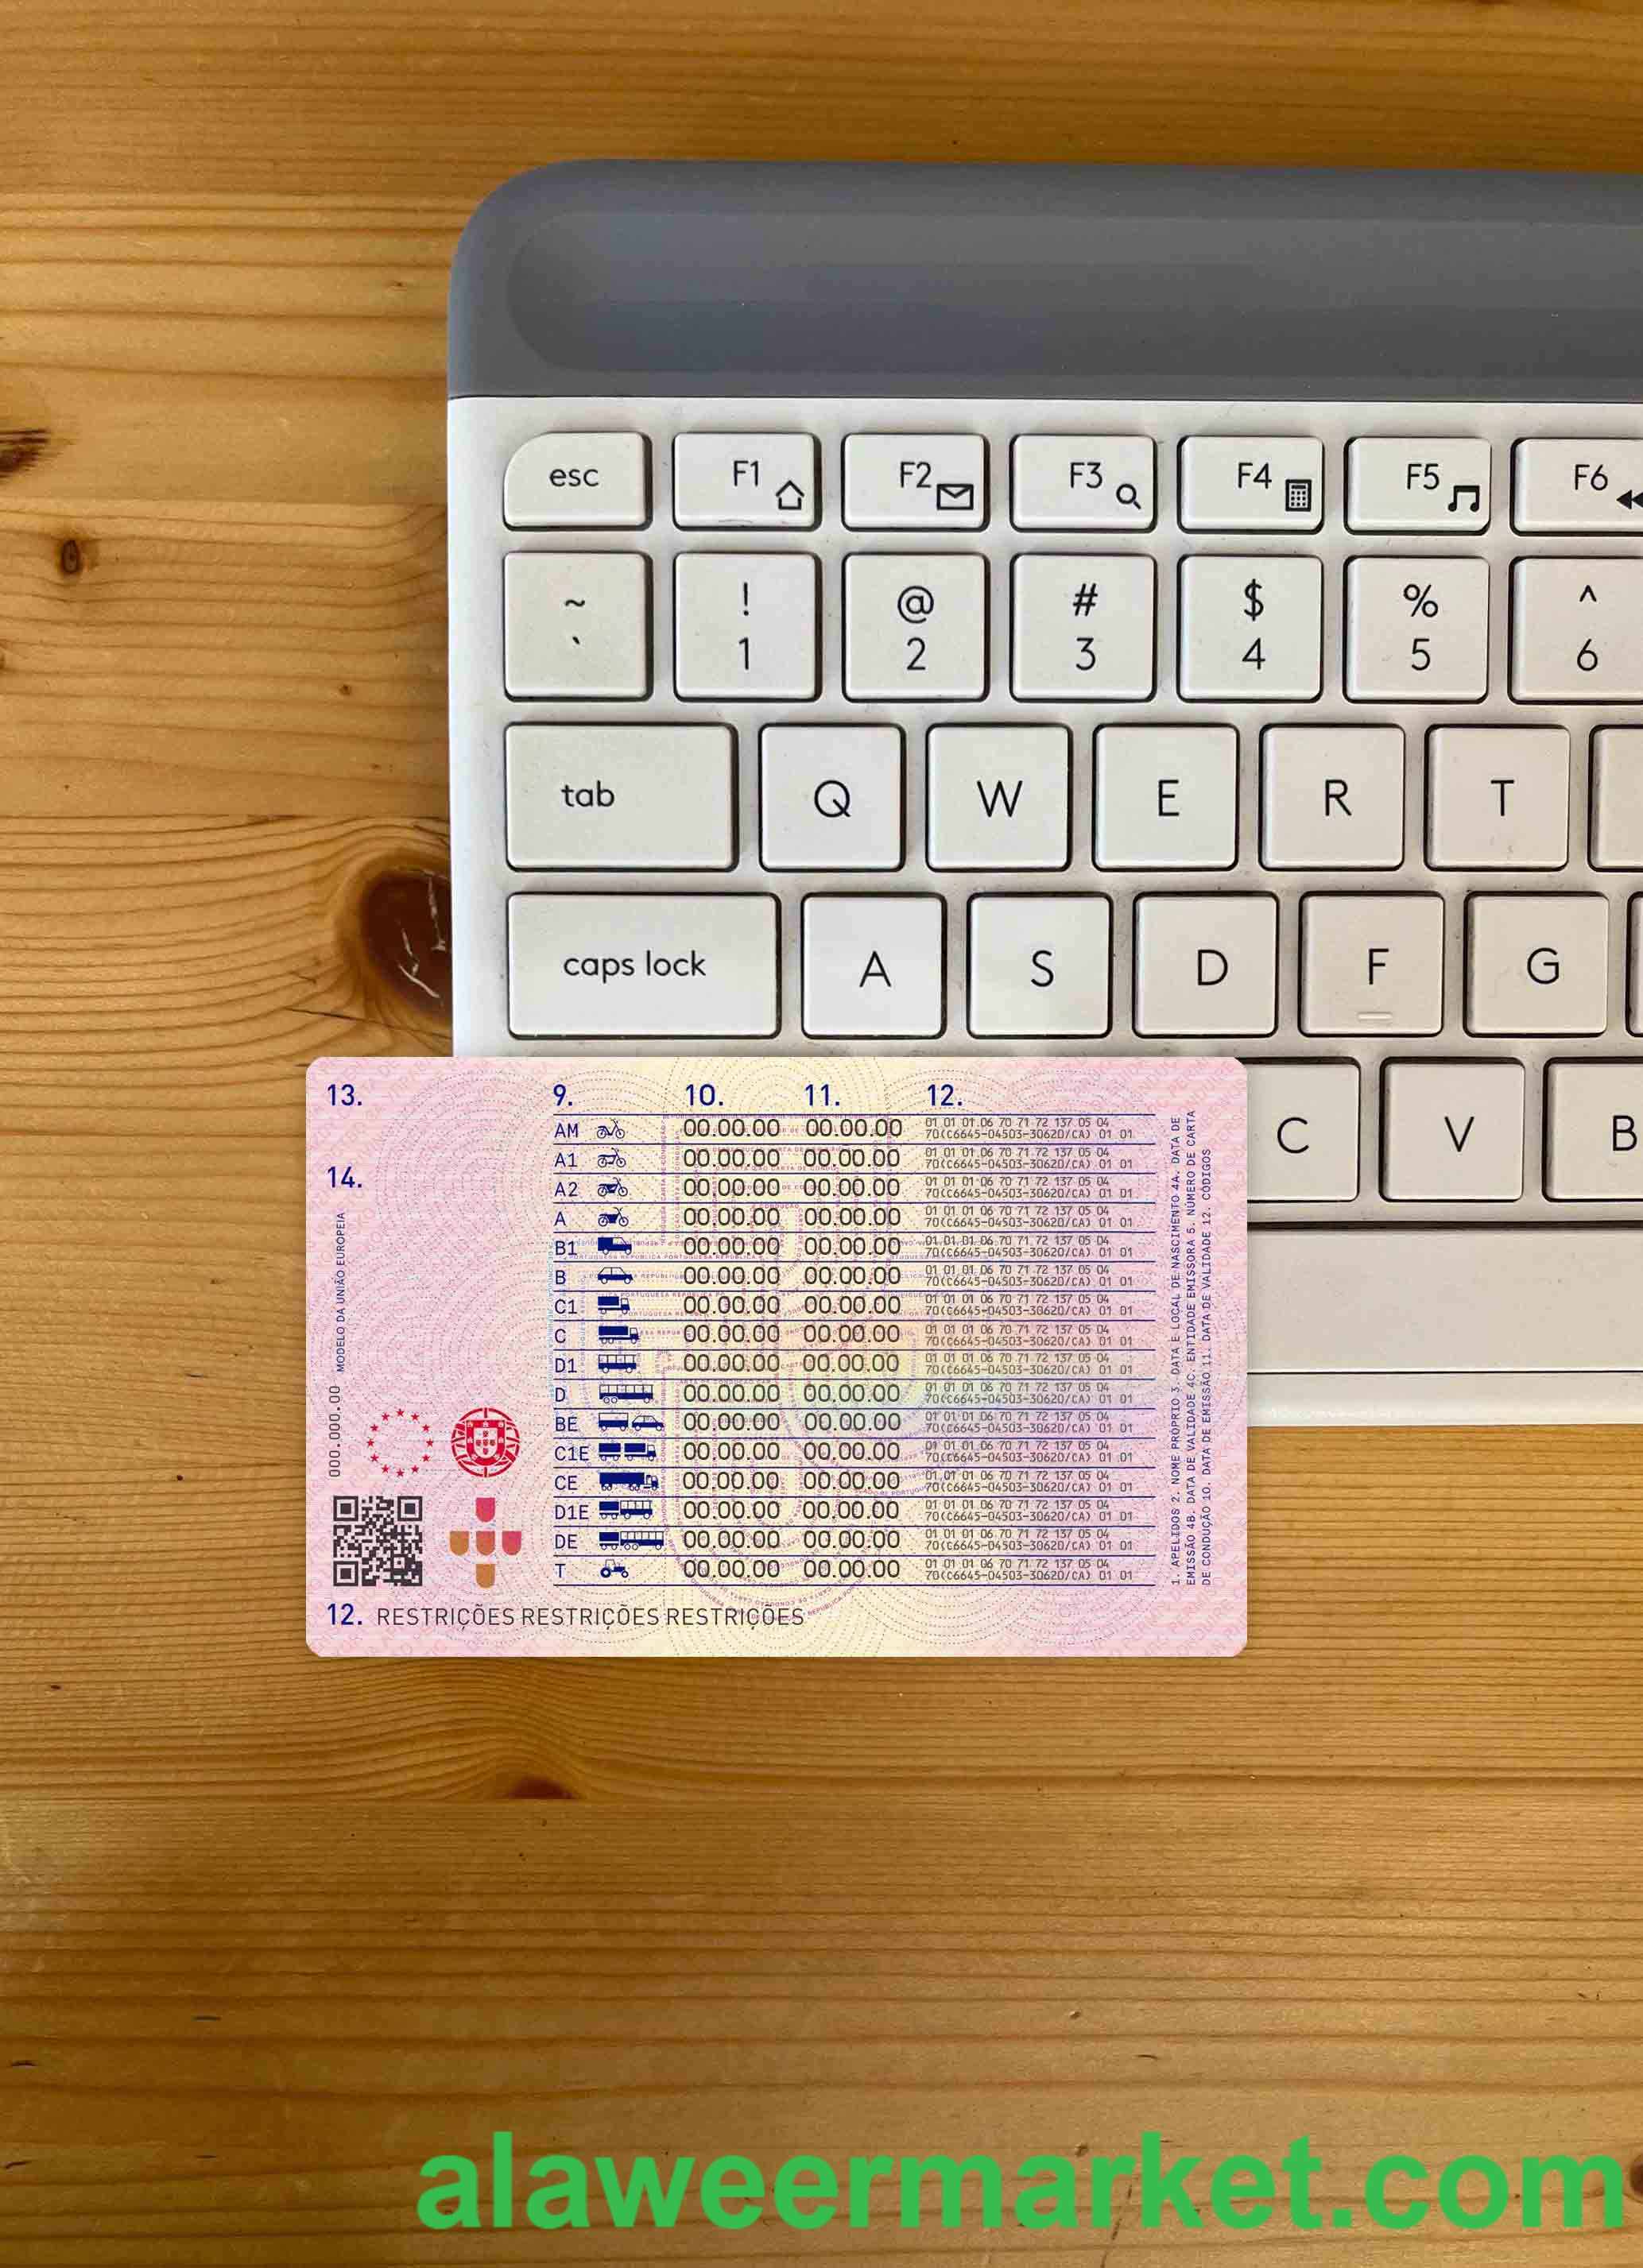 esc F1 F2 F3 F4 F5 F6
~ ! @ # $ % ^
` 1 2 3 4 5 6
tab Q W E R T
caps lock A S D F G
C V B
13. 9. 10. 11. 12.
AM 00.00.00 00.00.00 01 01 01 06 70 71 72 137 05 04
70(C6645-04503-30620/CA) 01 01
A1 00.00.00 00.00.00 01 01 01 06 70 71 72 137 05 04
70(C6645-04503-30620/CA) 01 01
14.
A2 00.00.00 00.00.00 01 01 01 06 70 71 72 137 05 04
70(C6645-04503-30620/CA) 01 01
A 00.00.00 00.00.00 01 01 01 06 70 71 72 137 05 04
70(C6645-04503-30620/CA) 01 01
B1 00.00.00 00.00.00 01 01 01 06 70 71 72 137 05 04
70(C6645-04503-30620/CA) 01 01
B 00.00.00 00.00.00 01 01 01 06 70 71 72 137 05 04
70(C6645-04503-30620/CA) 01 01
C1 00.00.00 00.00.00 01 01 01 06 70 71 72 137 05 04
70(C6645-04503-30620/CA) 01 01
C 00.00.00 00.00.00 01 01 01 06 70 71 72 137 05 04
70(C6645-04503-30620/CA) 01 01
D1 00.00.00 00.00.00 01 01 01 06 70 71 72 137 05 04
70(C6645-04503-30620/CA) 01 01
D 00.00.00 00.00.00 01 01 01 06 70 71 72 137 05 04
70(C6645-04503-30620/CA) 01 01
BE 00.00.00 00.00.00 01 01 01 06 70 71 72 137 05 04
70(C6645-04503-30620/CA) 01 01
C1E 00.00.00 00.00.00 01 01 01 06 70 71 72 137 05 04
70(C6645-04503-30620/CA) 01 01
CE 00.00.00 00.00.00 01 01 01 06 70 71 72 137 05 04
70(C6645-04503-30620/CA) 01 01
D1E 00.00.00 00.00.00 01 01 01 06 70 71 72 137 05 04
70(C6645-04503-30620/CA) 01 01
DE 00.00.00 00.00.00 01 01 01 06 70 71 72 137 05 04
70(C6645-04503-30620/CA) 01 01
T 00.00.00 00.00.00 01 01 01 06 70 71 72 137 05 04
70(C6645-04503-30620/CA) 01 01
000.000.00 MODELO DA UNIÃO EUROPEIA
12. RESTRIÇÕES RESTRIÇÕES RESTRIÇÕES
1. APELIDOS 2. NOME PRÓPRIO 3. DATA E LOCAL DE NASCIMENTO 4A. DATA DE
EMISSÃO 4B. DATA DE VALIDADE 4C. ENTIDADE EMISSORA 5. NÚMERO DE CARTA
DE CONDUÇÃO 10. DATA DE EMISSÃO 11. DATA DE VALIDADE 12. CÓDIGOS
alaweermarket.com